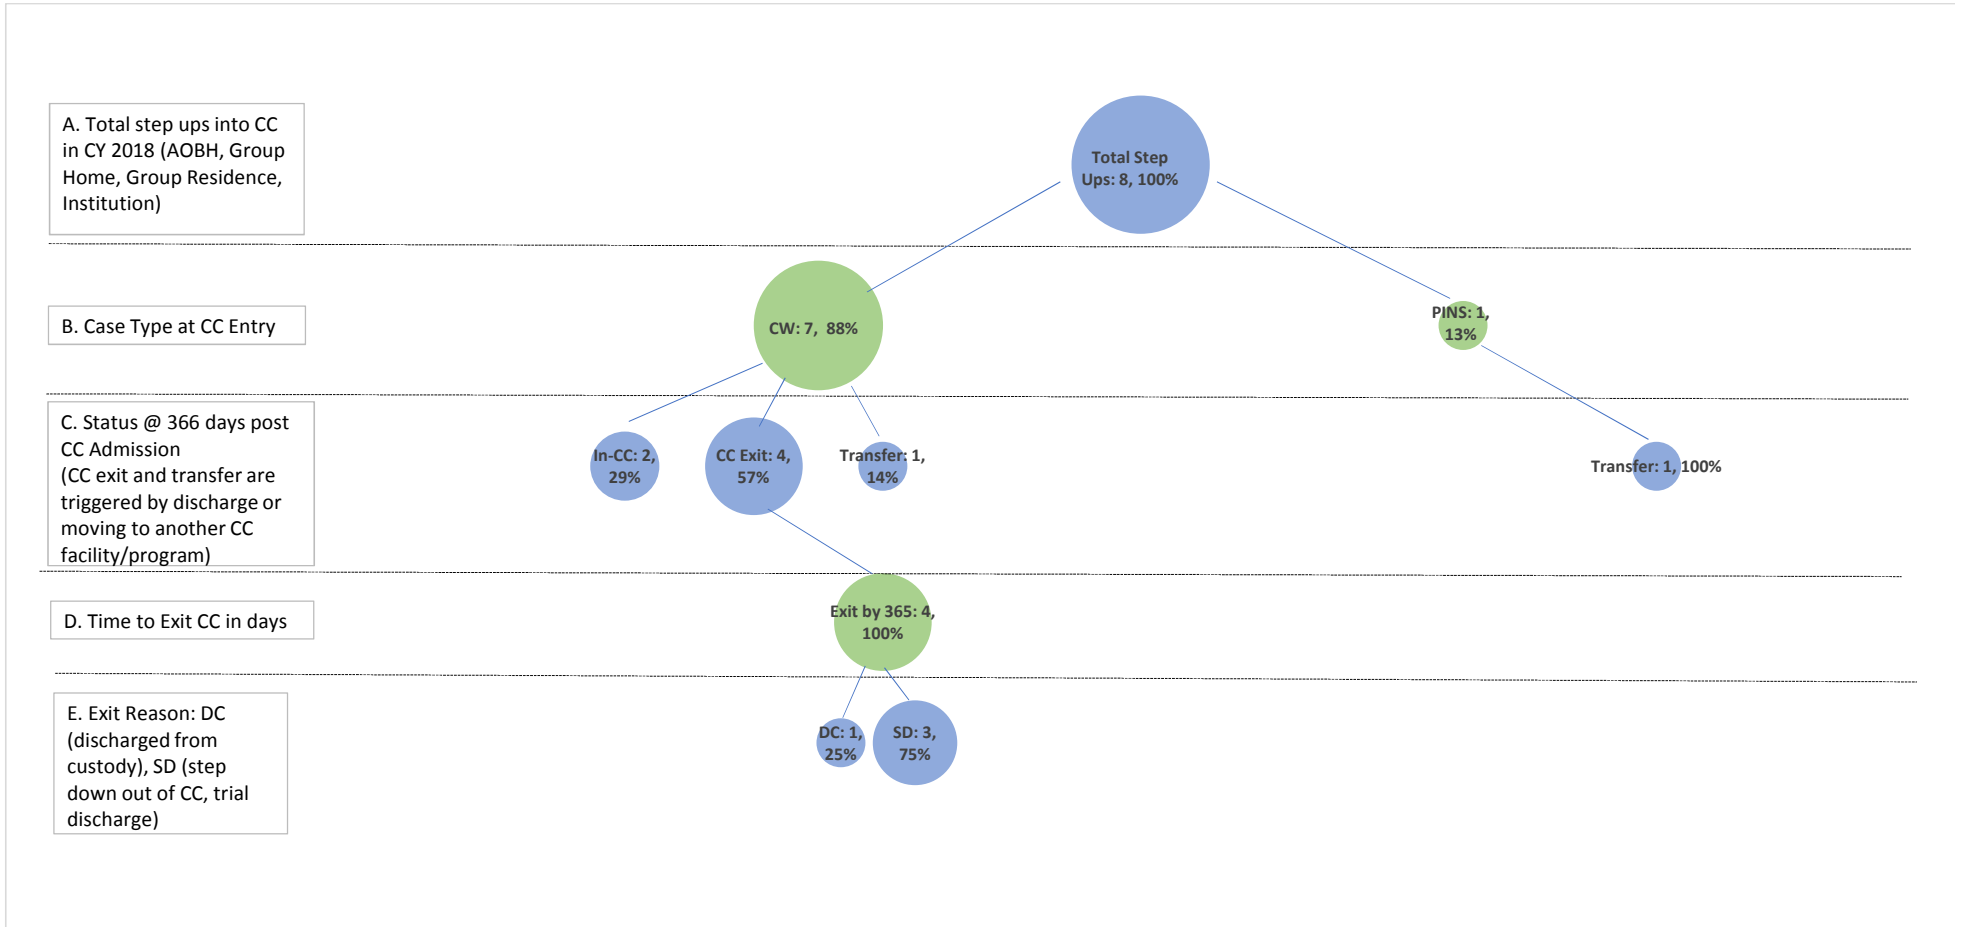 A. Total step ups into CC
in CY 2018 (AOBH, Group
Home, Group Residence,
Institution)
Total Step
Ups: 8, 100%
B. Case Type at CC Entry
CW: 7,  88%
PINS: 1,
13%
C. Status @ 366 days post
CC Admission
(CC exit and transfer are
triggered by discharge or
moving to another CC
facility/program)
In-CC: 2,
29%
CC Exit: 4,
57%
Transfer: 1,
14%
Transfer: 1, 100%
D. Time to Exit CC in days
Exit by 365: 4,
100%
E. Exit Reason: DC
(discharged from
custody), SD (step
down out of CC, trial
discharge)
DC: 1,
25%
SD: 3,
75%